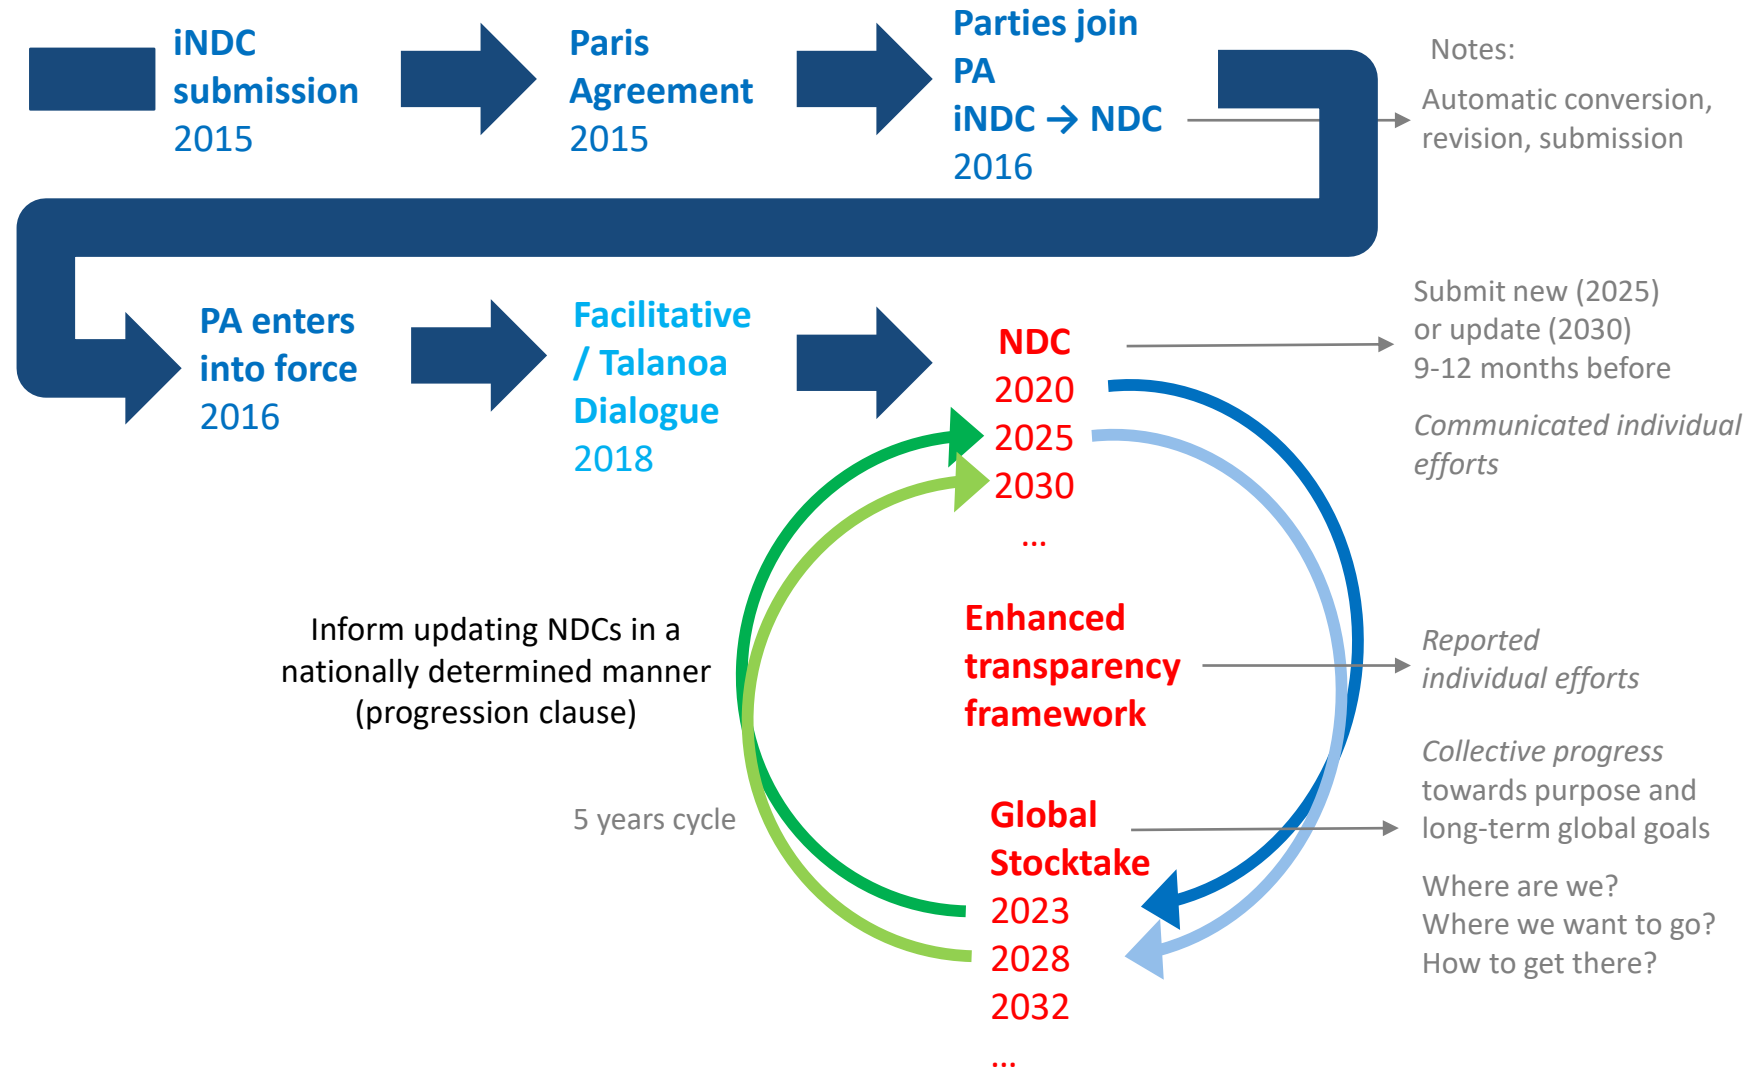 iNDC
submission
2015
Paris
Agreement
2015
Parties join
PA
iNDC → NDC
2016
Notes:
Automatic conversion,
revision, submission
PA enters
into force
2016
Facilitative
/ Talanoa
Dialogue
2018
NDC
2020
2025
2030
...
Submit new (2025)
or update (2030)
9-12 months before
Communicated individual
efforts
Inform updating NDCs in a
nationally determined manner
(progression clause)
5 years cycle
Enhanced
transparency
framework
Reported
individual efforts
Global
Stocktake
2023
2028
2032
...
Collective progress
towards purpose and
long-term global goals
Where are we?
Where we want to go?
How to get there?